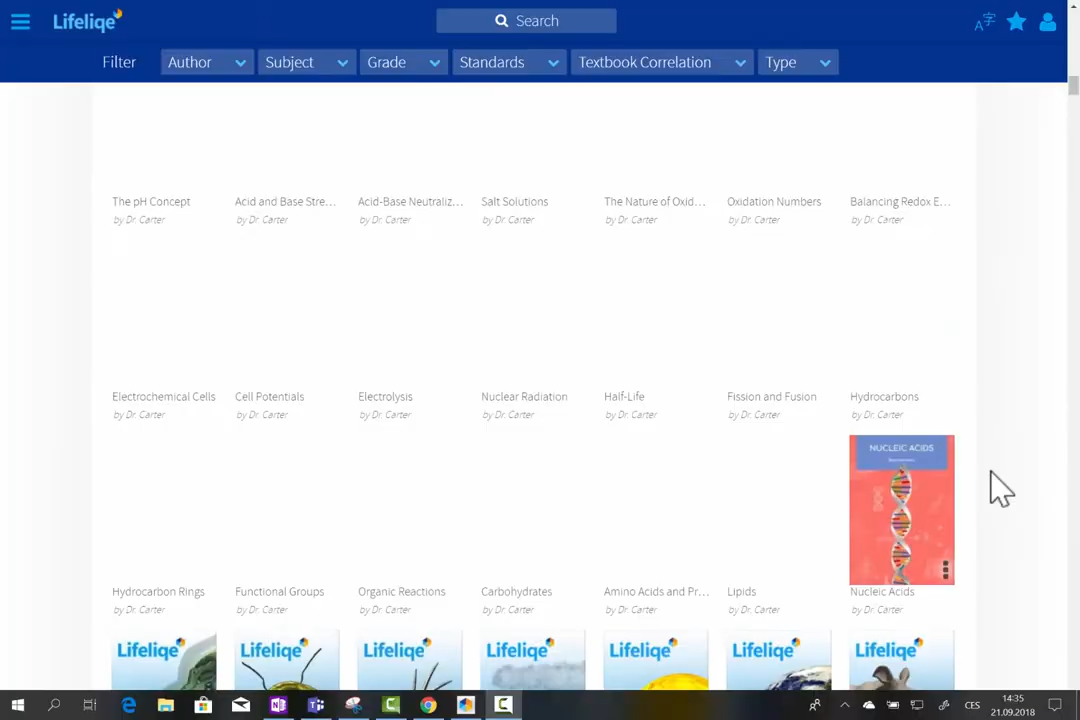 Lifeliqe
Search
A字
Filter Author Subject Grade Standards Textbook Correlation Type
The pH Concept Acid and Base Stre... Acid-Base Neutraliz... Salt Solutions The Nature of Oxid... Oxidation Numbers Balancing Redox E...
by Dr. Carter by Dr. Carter by Dr. Carter by Dr. Carter by Dr. Carter by Dr. Carter by Dr. Carter
Electrochemical Cells Cell Potentials Electrolysis Nuclear Radiation Half-Life Fission and Fusion Hydrocarbons
by Dr. Carter by Dr. Carter by Dr. Carter by Dr. Carter by Dr. Carter by Dr. Carter by Dr. Carter
NUCLEIC ACIDS
Hydrocarbon Rings Functional Groups Organic Reactions Carbohydrates Amino Acids and Pr... Lipids Nucleic Acids
by Dr. Carter by Dr. Carter by Dr. Carter by Dr. Carter by Dr. Carter by Dr. Carter by Dr. Carter
Lifeliqe Lifeliqe Lifeliqe Lifeliqe Lifeliqe Lifeliqe Lifeliqe
CES
14:35
21.09.2018